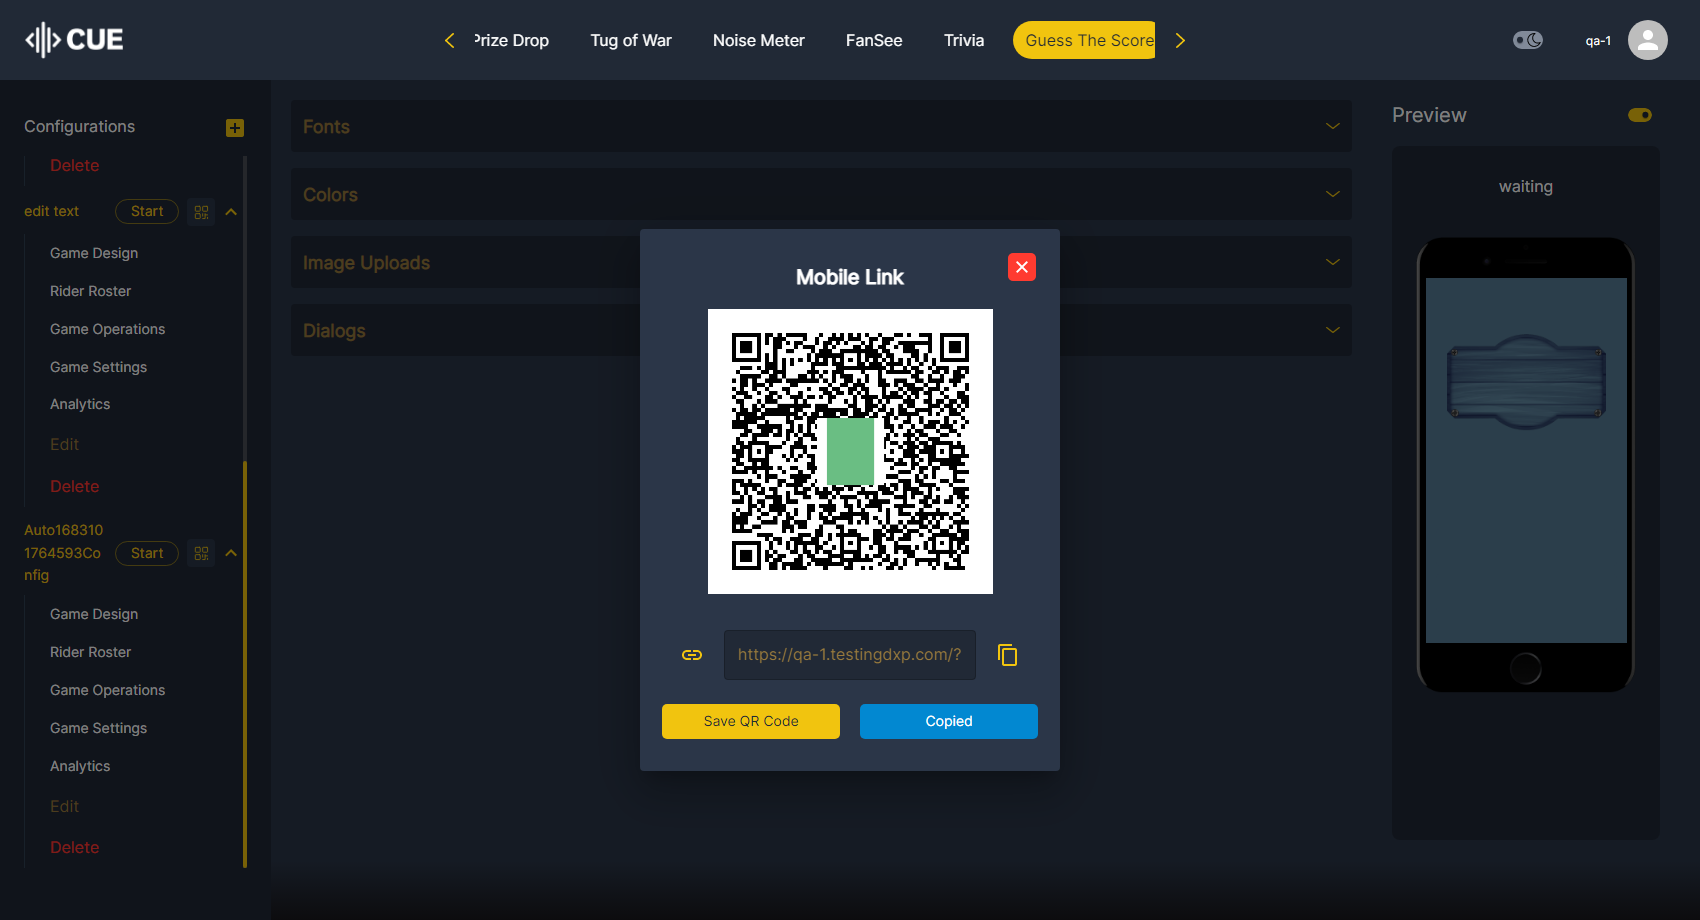 CUE
Prize Drop
Tug of War
Noise Meter
FanSee
Trivia
Guess The Score
qa-1
Configurations
Delete
edit text
Start
Game Design
Rider Roster
Game Operations
Game Settings
Analytics
Edit
Delete
Auto168310
1764593Co
nfig
Start
Game Design
Rider Roster
Game Operations
Game Settings
Analytics
Edit
Delete
Fonts
Colors
Image Uploads
Dialogs
Mobile Link
https://qa-1.testingdxp.com/?
Save QR Code
Copied
Preview
waiting